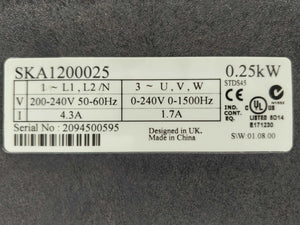 SKA1200025 0.25kW
1 ~ L1, L2 /N 3 ~ U, V, W STDS45
V 200-240V 50-60Hz 0-240V 0-1500Hz
I 4.3A 1.7A
IND. CONT. EQ. LISTED 8D14 E171230
Serial No : 2094500595
Designed in UK.
Made in China
S\W: 01.08.00